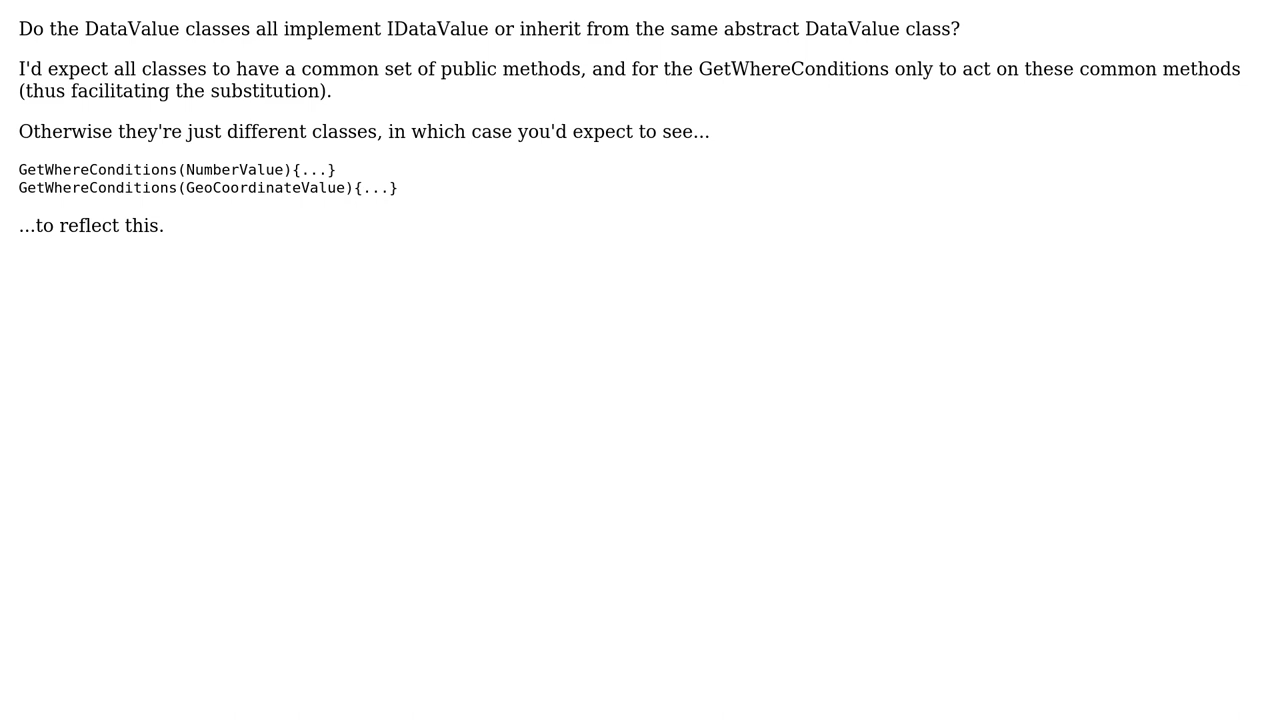 Do the DataValue classes all implement IDataValue or inherit from the same abstract DataValue class?
I'd expect all classes to have a common set of public methods, and for the GetWhereConditions only to act on these common methods
(thus facilitating the substitution).
Otherwise they're just different classes, in which case you'd expect to see...
GetWhereConditions(NumberValue){...}
GetWhereConditions(GeoCoordinateValue){...}
...to reflect this.